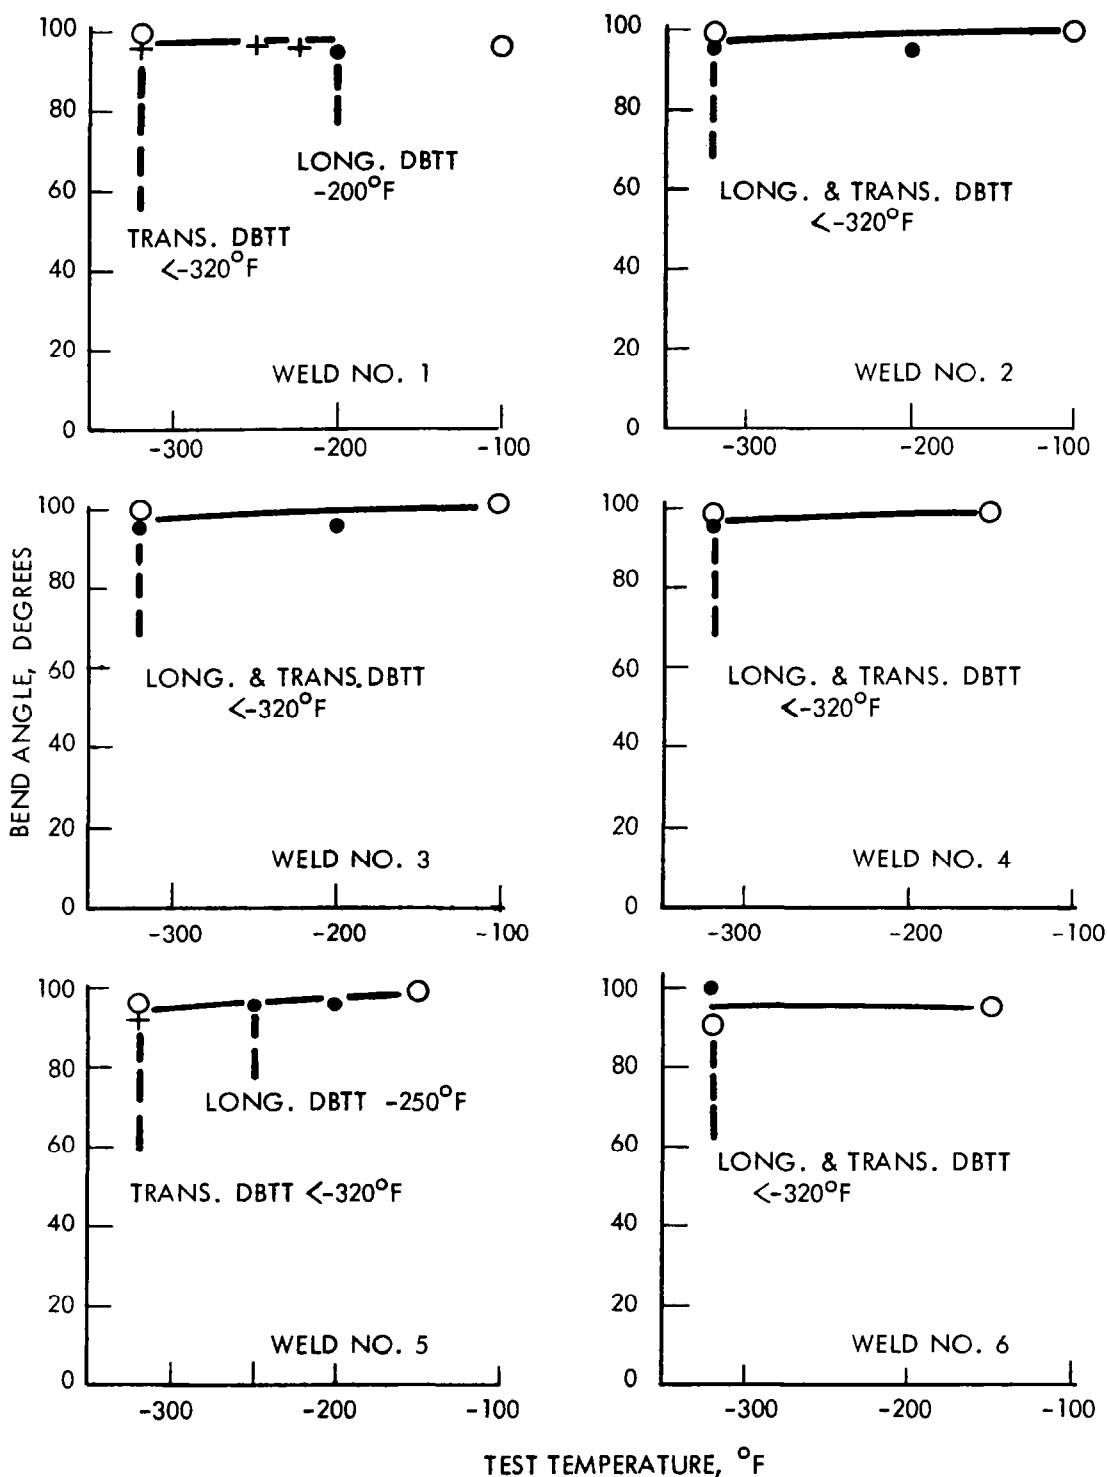 100
80
60
40
20
0
-300
-200
-100
LONG. DBTT
-200°F
TRANS. DBTT
<-320°F
WELD NO. 1
100
80
60
40
20
0
-300
-200
-100
LONG. & TRANS. DBTT
<-320°F
WELD NO. 2
BEND ANGLE, DEGREES
100
80
60
40
20
0
-300
-200
-100
LONG. & TRANS. DBTT
<-320°F
WELD NO. 3
100
80
60
40
20
0
-300
-200
-100
LONG. & TRANS. DBTT
<-320°F
WELD NO. 4
100
80
60
40
20
0
-300
-200
-100
LONG. DBTT -250°F
TRANS. DBTT <-320°F
WELD NO. 5
100
80
60
40
20
0
-300
-200
-100
LONG. & TRANS. DBTT
<-320°F
WELD NO. 6
TEST TEMPERATURE, °F